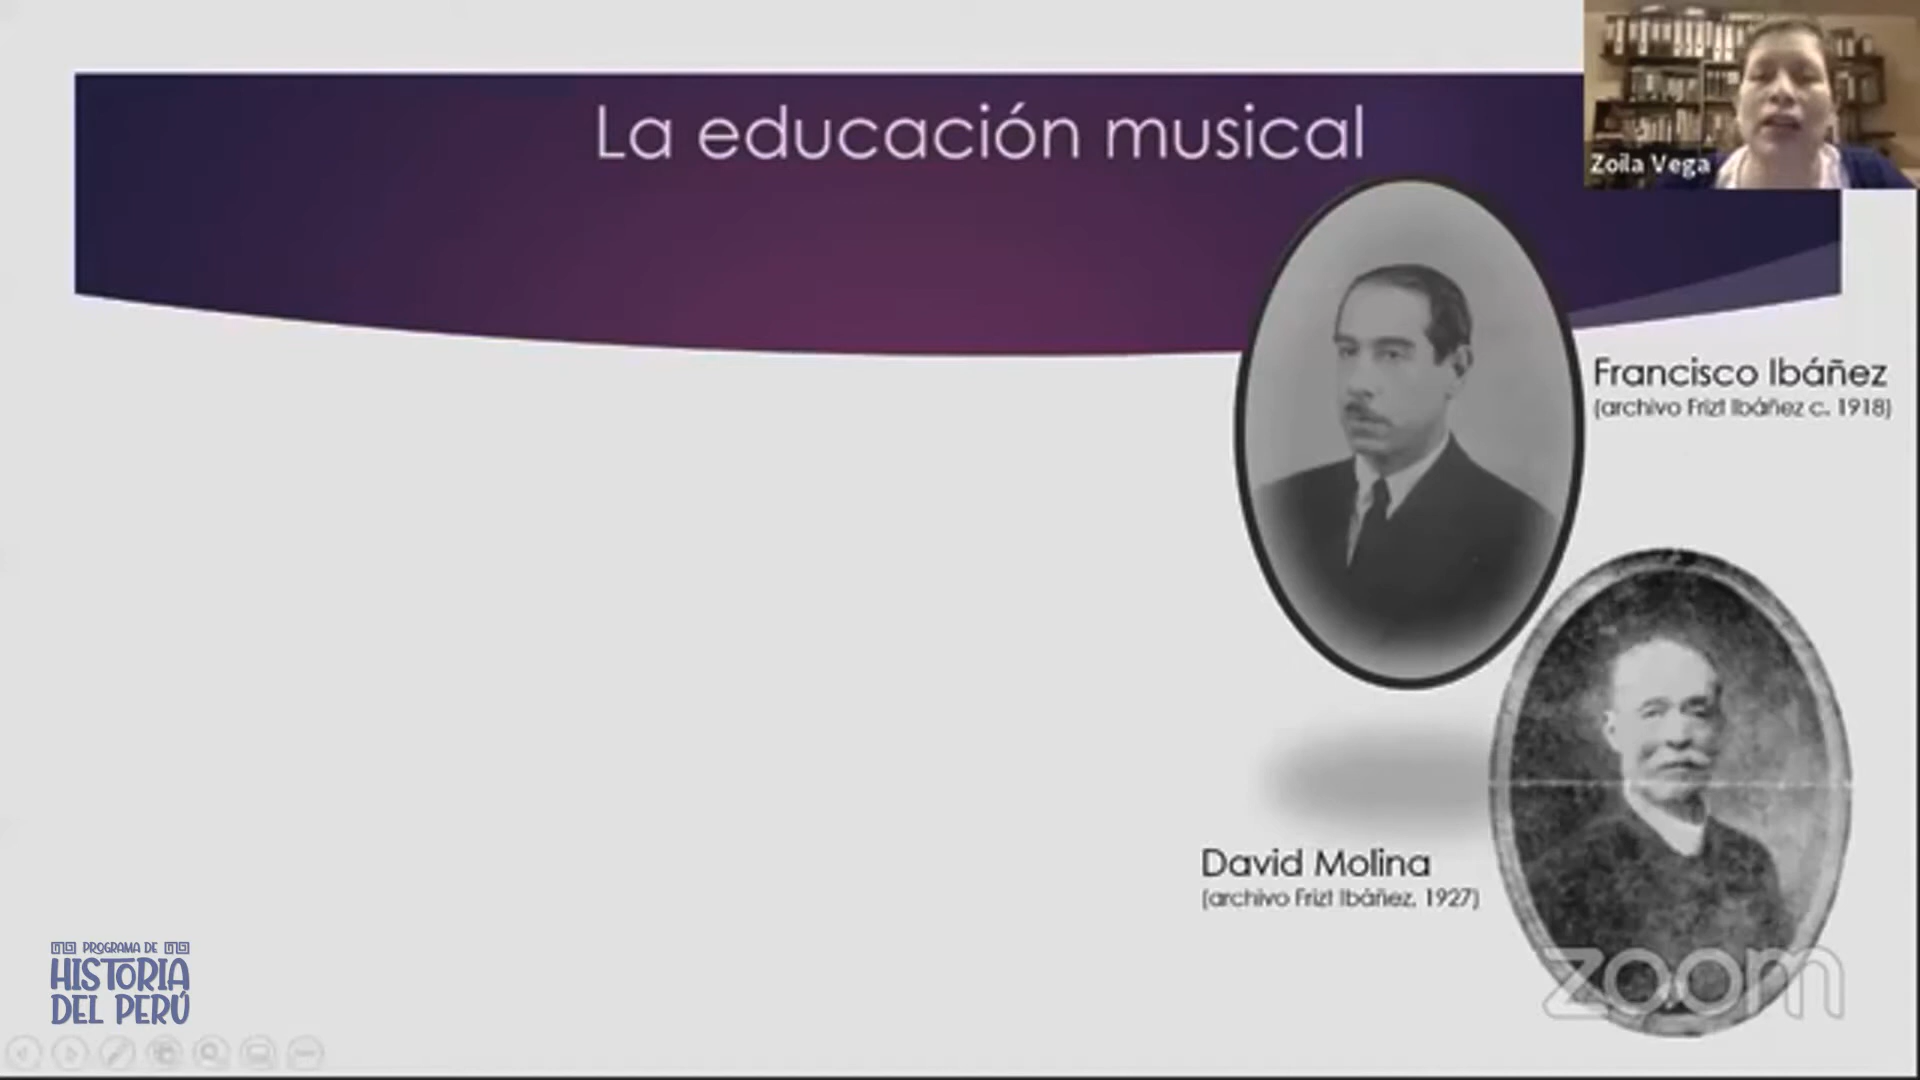 La educación musical
Zoila Vega
Francisco Ibáñez
(archivo Frizt Ibáñez c. 1918)
David Molina
(archivo Frizt Ibáñez, 1927)
PROGRAMA DE
HISTORIA
DEL PERÚ
zoom